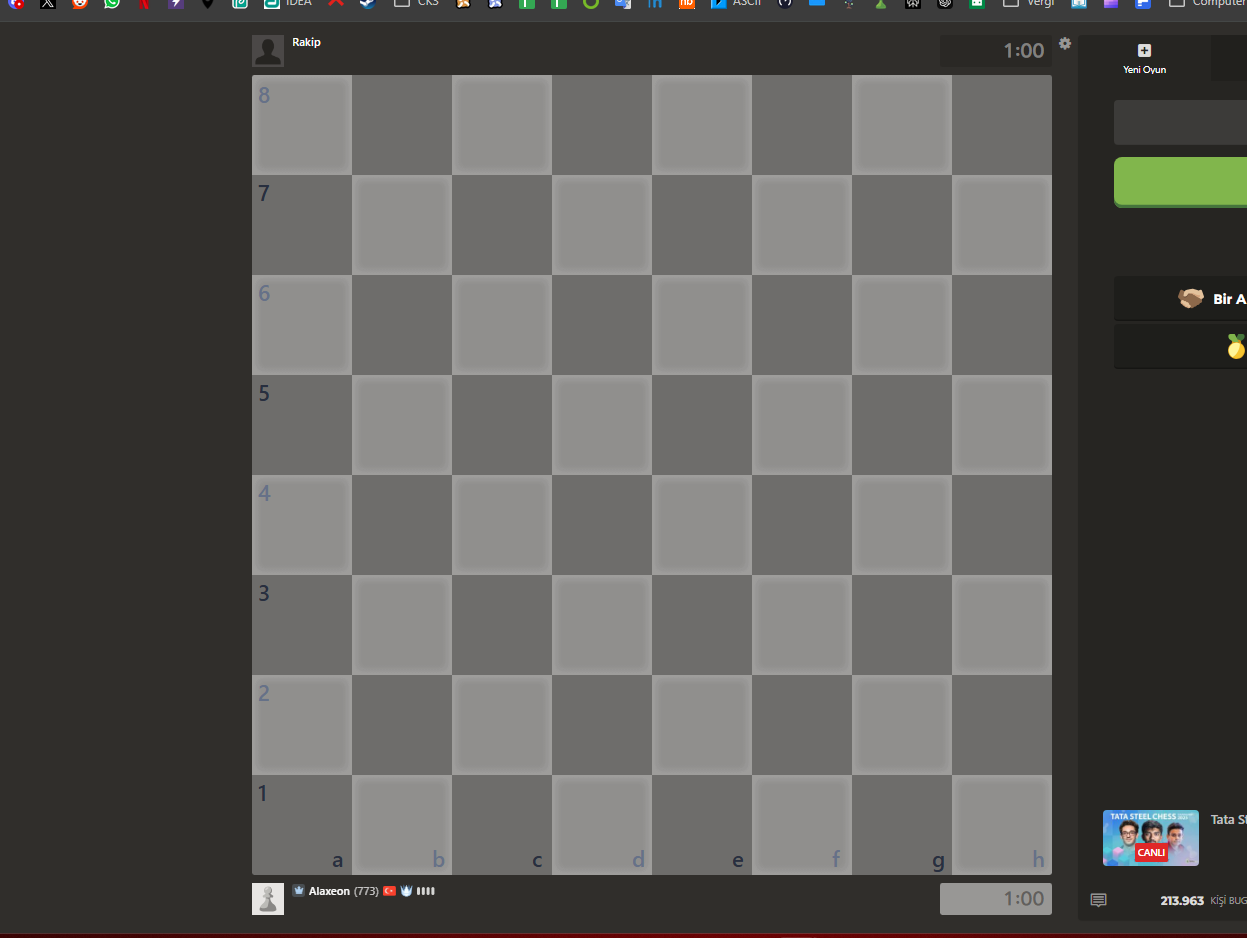 IDEA
CKS
nb
ASCII
Vergi
Computer
Rakip
1:00
Yeni Oyun
8
7
6
5
4
3
2
1
a b c d e f g h
Bir A
TATA STEEL CHESS
CANLI
Tata St
Alaxeon (773)
1:00
213.963 KİŞİ BUG